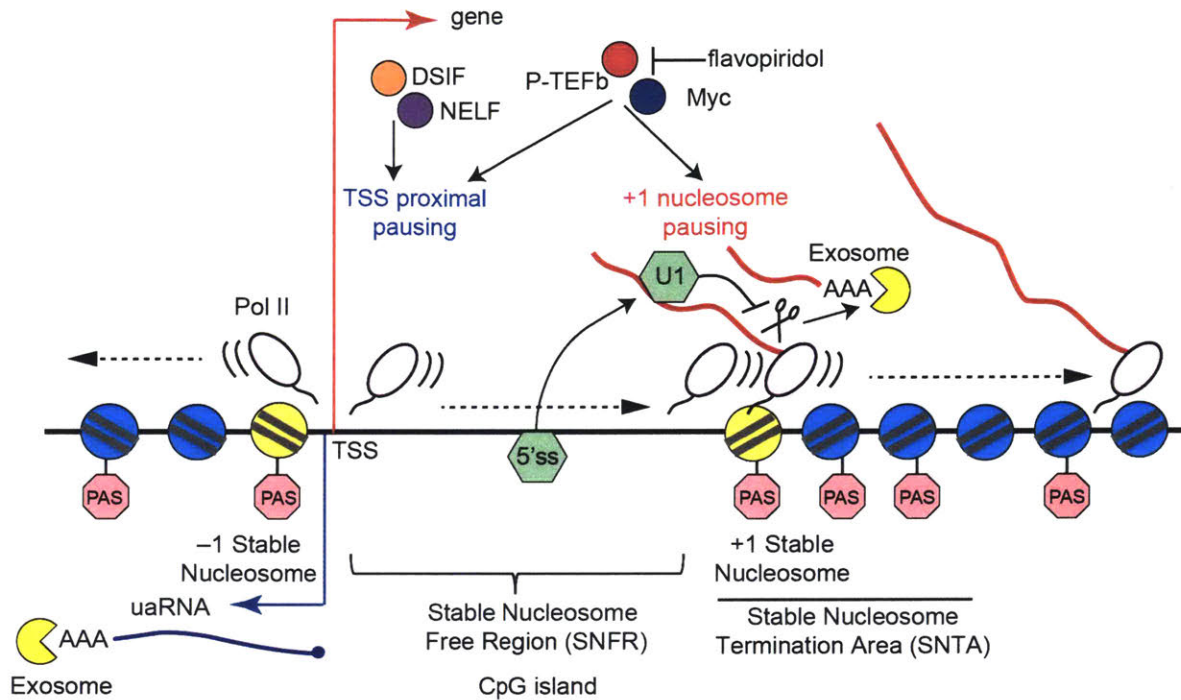 gene
DSIF
NELF
P-TEFb
flavopiridol
Myc
TSS proximal
pausing
+1 nucleosome
pausing
U1
Exosome
AAA
Pol II
TSS
5'ss
PAS
PAS
PAS
PAS
PAS
PAS
–1 Stable
Nucleosome
+1 Stable
Nucleosome
uaRNA
AAA
Exosome
Stable Nucleosome
Free Region (SNFR)
CpG island
Stable Nucleosome
Termination Area (SNTA)